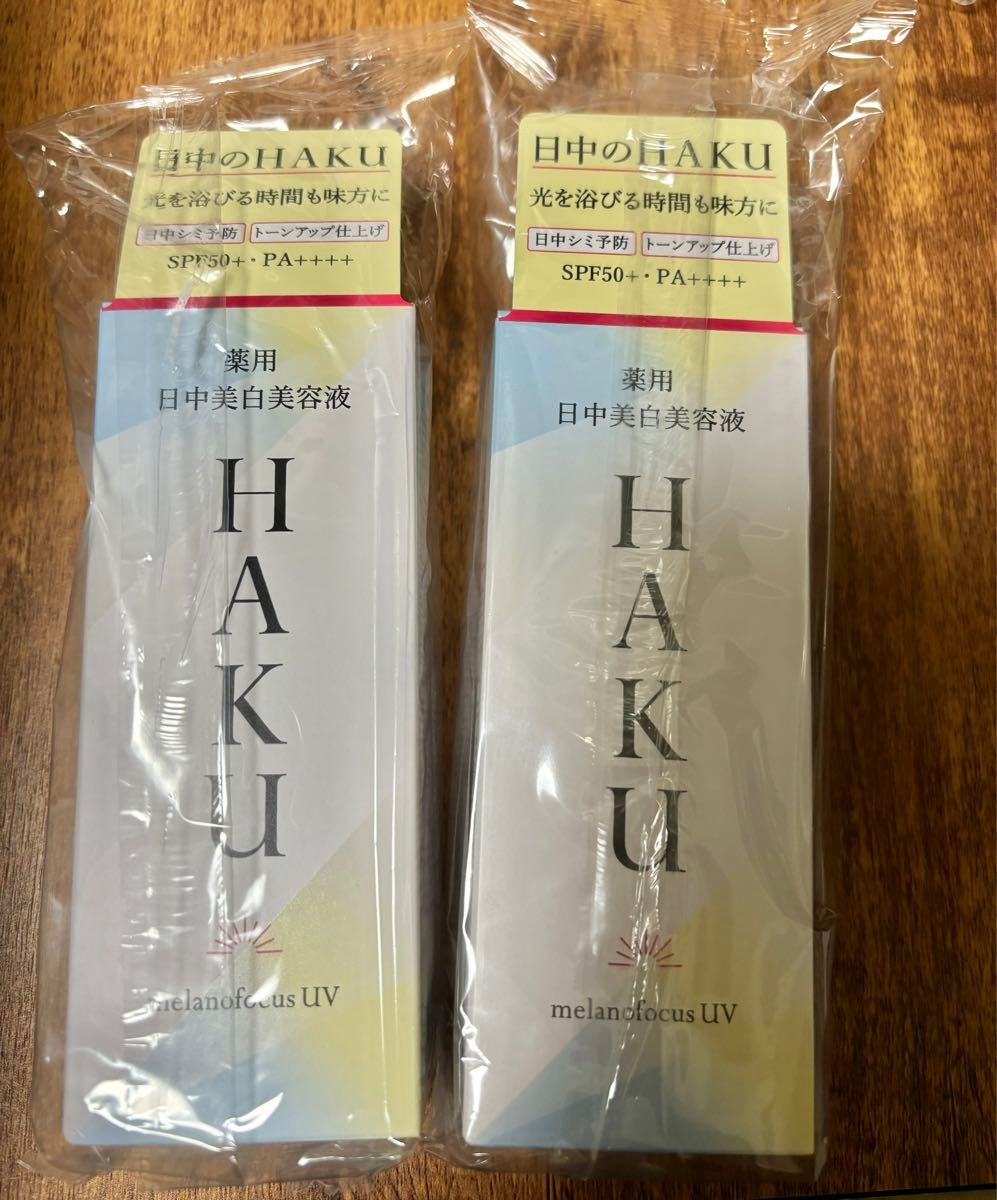 日中のHAKU
光を浴びる時間も味方に
日中シミ予防 トーンアップ仕上げ
SPF50+・PA++++
薬用
日中美白美容液
HAKU
melanofocus UV
日中のHAKU
光を浴びる時間も味方に
日中シミ予防 トーンアップ仕上げ
SPF50+・PA++++
薬用
日中美白美容液
HAKU
melanofocus UV